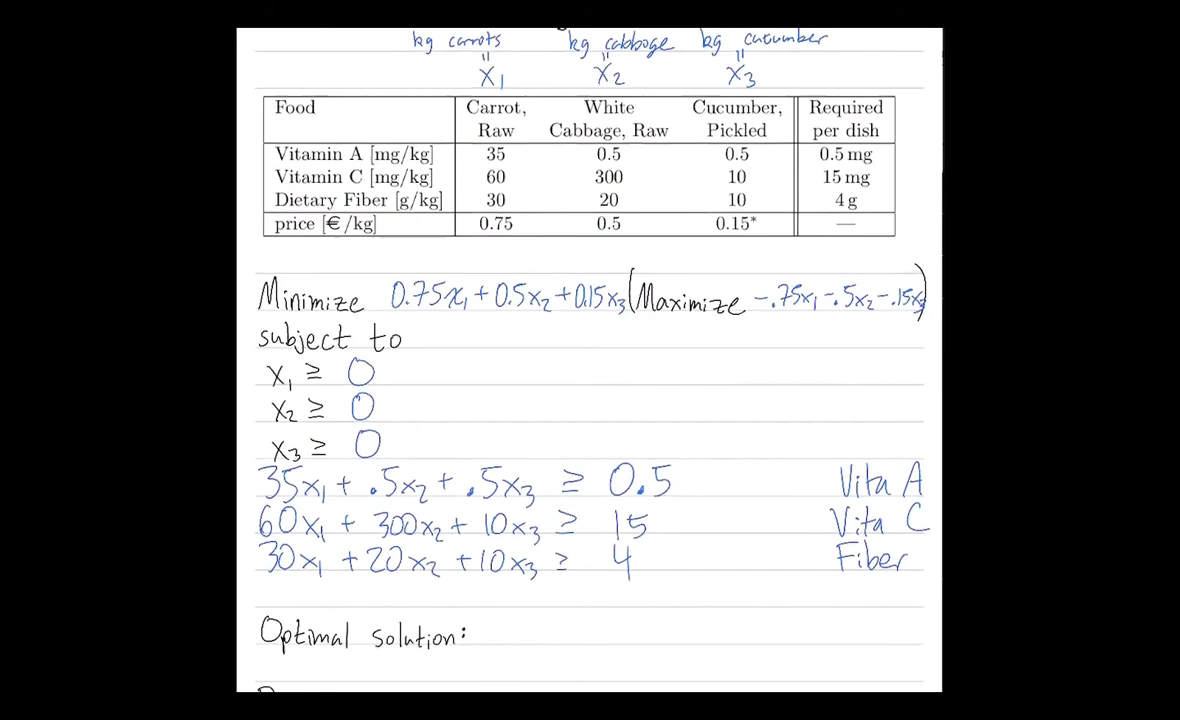 kg carrots kg cabbage kg cucumber
= = =
x₁ x₂ x₃
Food Carrot, White Cucumber, Required
Raw Cabbage, Raw Pickled per dish
Vitamin A [mg/kg] 35 0.5 0.5 0.5 mg
Vitamin C [mg/kg] 60 300 10 15 mg
Dietary Fiber [g/kg] 30 20 10 4 g
price [€/kg] 0.75 0.5 0.15* —
Minimize 0.75x₁ + 0.5x₂ + 0.15x₃ (Maximize -.75x₁ - .5x₂ - .15x₃)
subject to
x₁ ≥ 0
x₂ ≥ 0
x₃ ≥ 0
35x₁ + .5x₂ + .5x₃ ≥ 0.5 Vita A
60x₁ + 300x₂ + 10x₃ ≥ 15 Vita C
30x₁ + 20x₂ + 10x₃ ≥ 4 Fiber
Optimal solution: